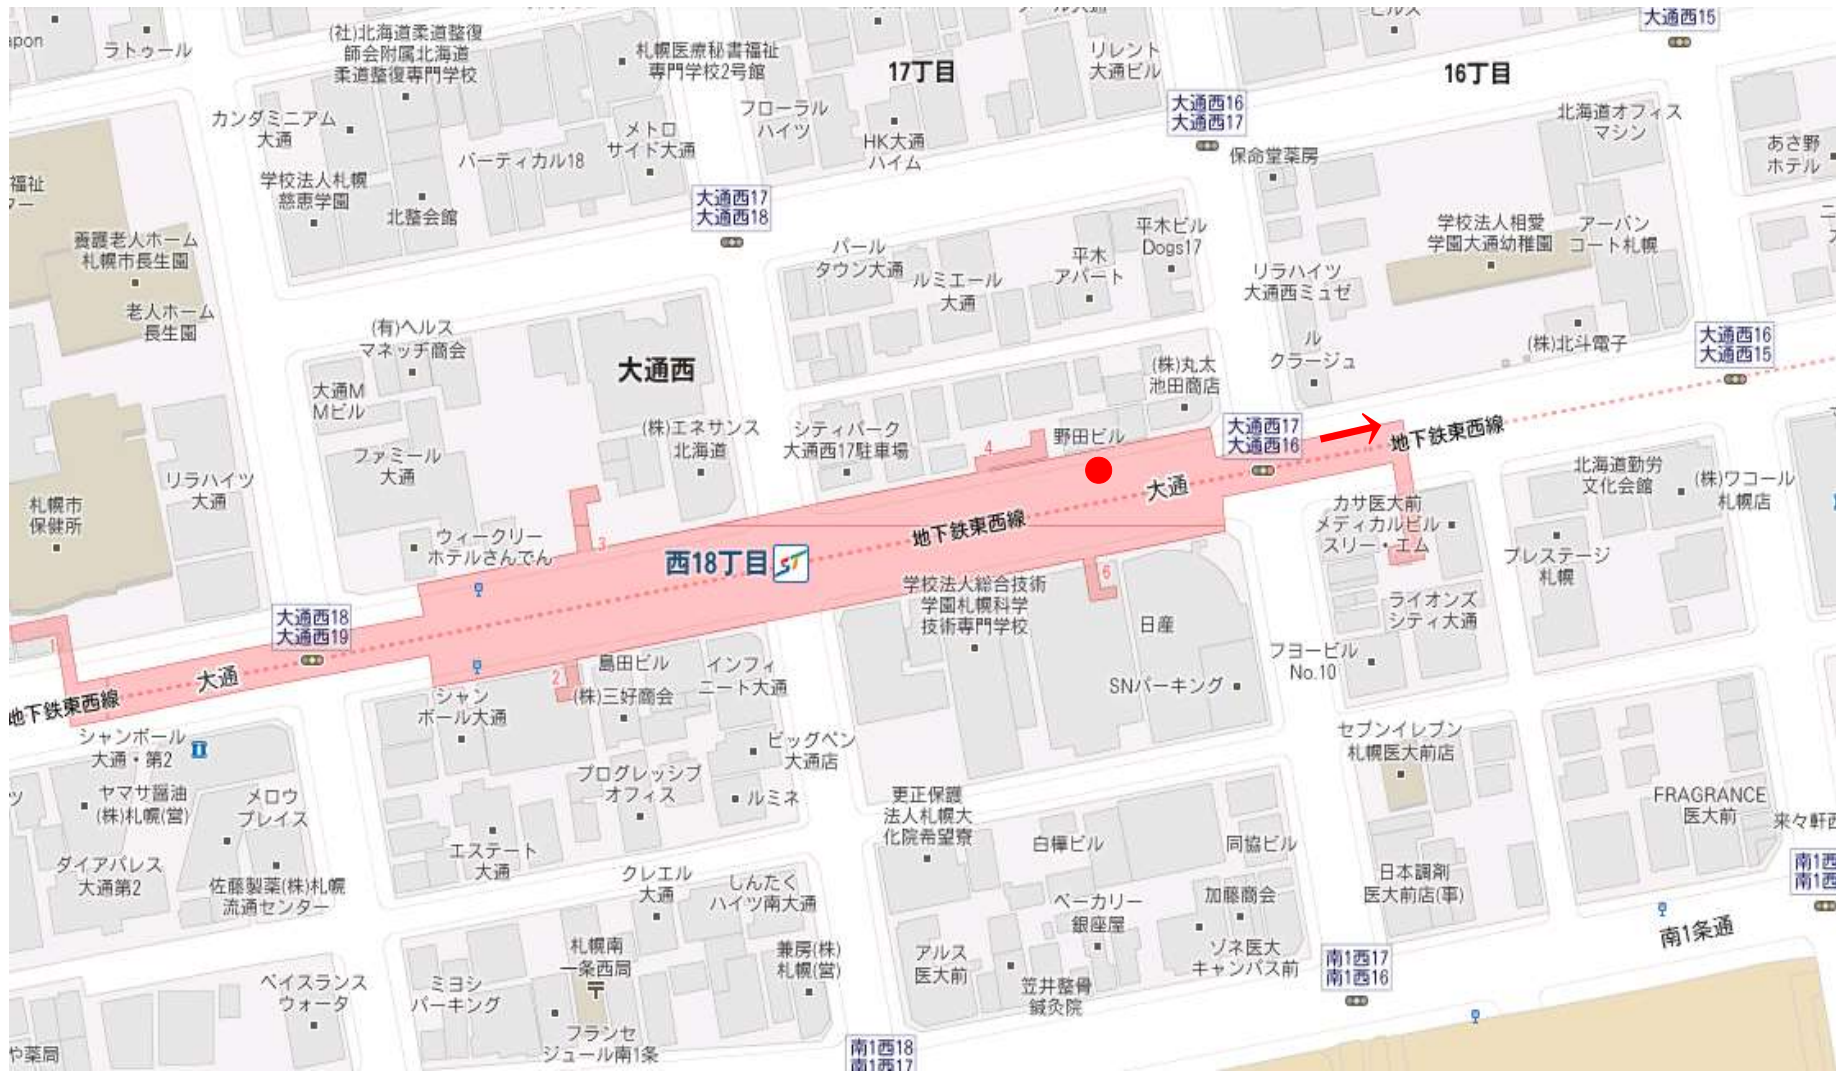 ラトゥール
(社)北海道柔道整復
師会附属北海道
柔道整復専門学校
札幌医療秘書福祉
専門学校2号館
17丁目
リレント
大通ビル
16丁目
大通西15
カンダミニアム
大通
バーティカル18
メトロ
サイド大通
フローラル
ハイツ
HK大通
ハイム
大通西16
大通西17
保命堂薬房
北海道オフィス
マシン
あさ野
ホテル
福祉
学校法人札幌
慈恵学園
北整会館
大通西17
大通西18
養護老人ホーム
札幌市長生園
老人ホーム
長生園
パール
タウン大通
ルミエール
大通
平木
アパート
平木ビル
Dogs17
リラハイツ
大通西ミュゼ
学校法人相愛
学園大通幼稚園
アーバン
コート札幌
(有)ヘルス
マネッヂ商会
大通西
大通M
Mビル
(株)丸太
池田商店
ル
クラージュ
(株)北斗電子
大通西16
大通西15
ファミール
大通
(株)エネサンス
北海道
シティパーク
大通西17駐車場
4
野田ビル
大通西17
大通西16
地下鉄東西線
リラハイツ
大通
札幌市
保健所
ウィークリー
ホテルさんでん
3
西18丁目
地下鉄東西線
大通
カサ医大前
メディカルビル
スリー・エム
北海道勤労
文化会館
(株)ワコール
札幌店
プレステージ
札幌
学校法人総合技術
学園札幌科学
技術専門学校
6
日産
ライオンズ
シティ大通
大通西18
大通西19
1
地下鉄東西線
大通
シャン
ボール大通
2
島田ビル
(株)三好商会
インフィ
ニート大通
SNパーキング
フヨービル
No.10
シャンボール
大通・第2
ビッグペン
大通店
セブンイレブン
札幌医大前店
ヤマサ醤油
(株)札幌(営)
メロウ
プレイス
プログレッシブ
オフィス
ルミネ
更正保護
法人札幌大
化院希望寮
白樺ビル
同協ビル
FRAGRANCE
医大前
来々軒西
ダイアパレス
大通第2
佐藤製薬(株)札幌
流通センター
エステート
大通
クレエル
大通
しんたく
ハイツ南大通
ベーカリー
銀座屋
加藤商会
日本調剤
医大前店(事)
南1西
南1西
南1条通
札幌南
一条西局
兼房(株)
札幌(営)
アルス
医大前
笠井整骨
鍼灸院
ゾネ医大
キャンパス前
南1西17
南1西16
ベイスランス
ウォータ
ミヨシ
パーキング
フランセ
ジュール南1条
や薬局
南1西18
南1西17